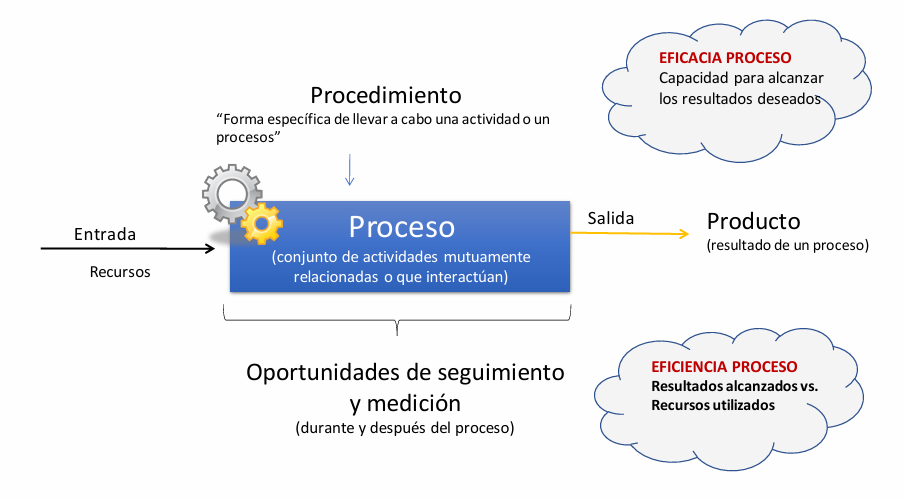 EFICACIA PROCESO
Capacidad para alcanzar
los resultados deseados
Procedimiento
“Forma específica de llevar a cabo una actividad o un
procesos”
Entrada
Recursos
Proceso
(conjunto de actividades mutuamente
relacionadas o que interactúan)
Salida
Producto
(resultado de un proceso)
Oportunidades de seguimiento
y medición
(durante y después del proceso)
EFICIENCIA PROCESO
Resultados alcanzados vs.
Recursos utilizados